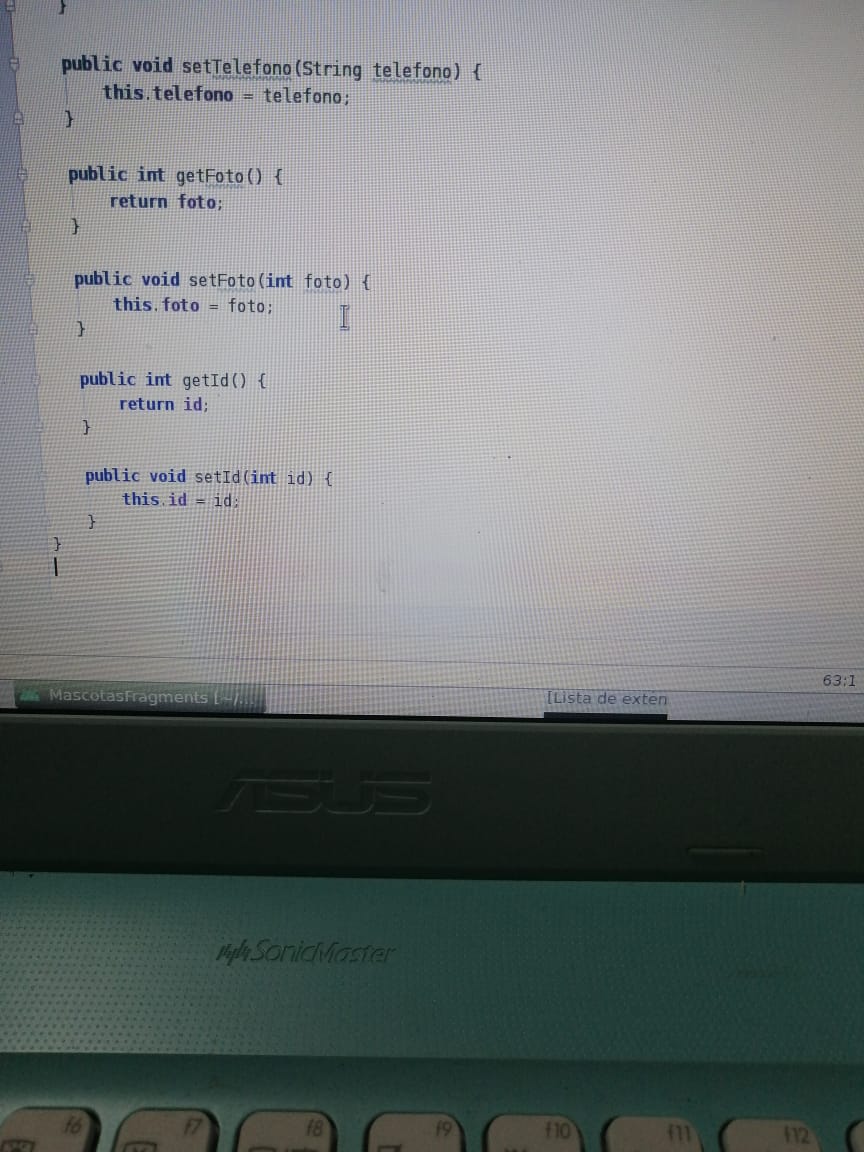 }
public void setTelefono(String telefono) {
this.telefono = telefono;
}
public int getFoto() {
return foto;
}
public void setFoto(int foto) {
this.foto = foto;
}
public int getId() {
return id;
}
public void setId(int id) {
this.id = id;
}
}
63:1
MascotasFragments [~/...
[Lista de exten
ASUS
SonicMaster
f6 f7 f8 f9 f10 f11 f12